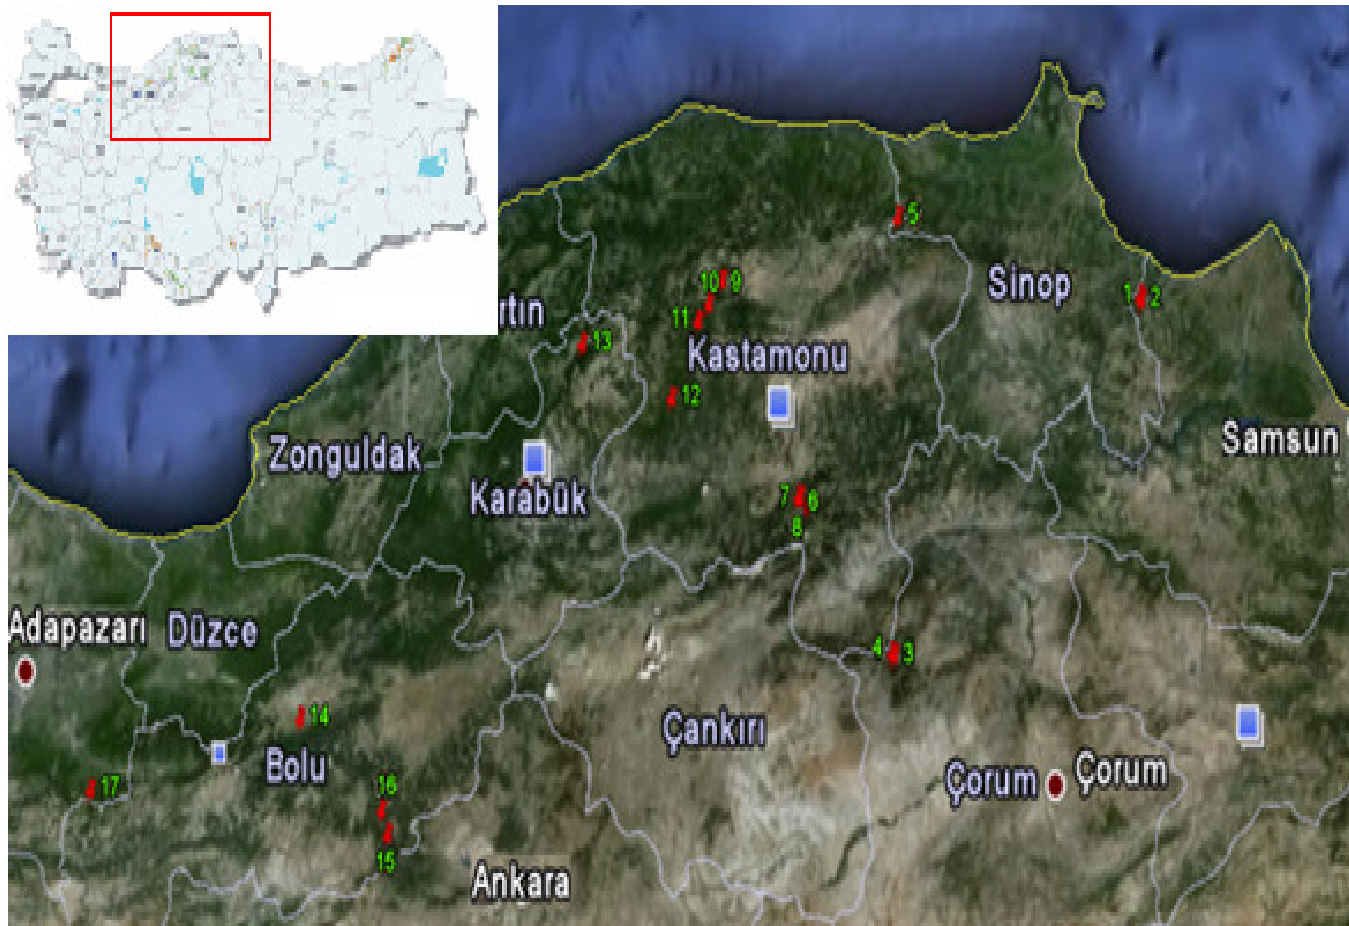 5
Sinop
10 9
1 2
rtın
11
13
Kastamonu
12
Zonguldak
Samsun
Karabük
7 6
8
Adapazarı
Düzce
4 3
14
Çankırı
Bolu
Çorum
Çorum
17
16
15
Ankara